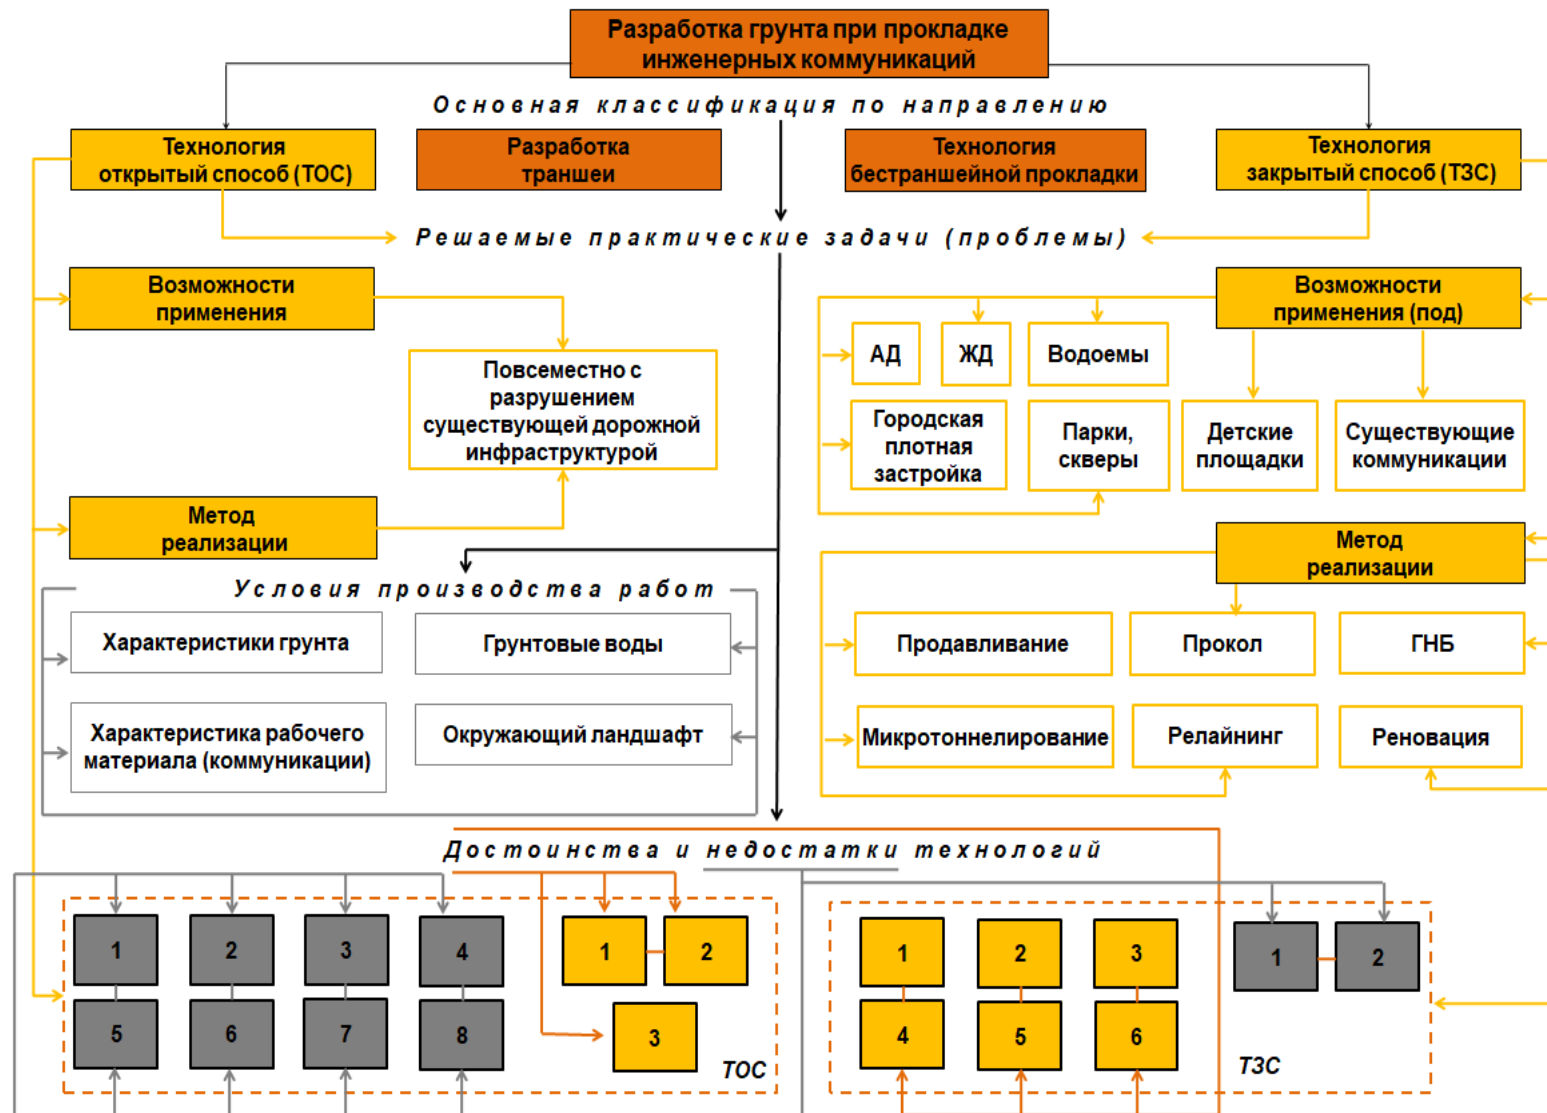 Разработка грунта при прокладке
инженерных коммуникаций
Основная классификация по направлению
Технология
открытый способ (ТОС)
Разработка
траншеи
Технология
бестраншейной прокладки
Технология
закрытый способ (ТЗС)
Решаемые практические задачи (проблемы)
Возможности
применения
Повсеместно с
разрушением
существующей дорожной
инфраструктурой
Метод
реализации
Возможности
применения (под)
АД
ЖД
Водоемы
Городская
плотная
застройка
Парки,
скверы
Детские
площадки
Существующие
коммуникации
Метод
реализации
Продавливание
Прокол
ГНБ
Микротоннелирование
Релайнинг
Реновация
Условия производства работ
Характеристики грунта
Грунтовые воды
Характеристика рабочего
материала (коммуникации)
Окружающий ландшафт
Достоинства и недостатки технологий
1
2
3
4
5
6
7
8
1
2
3
ТОС
1
2
3
4
5
6
1
2
ТЗС